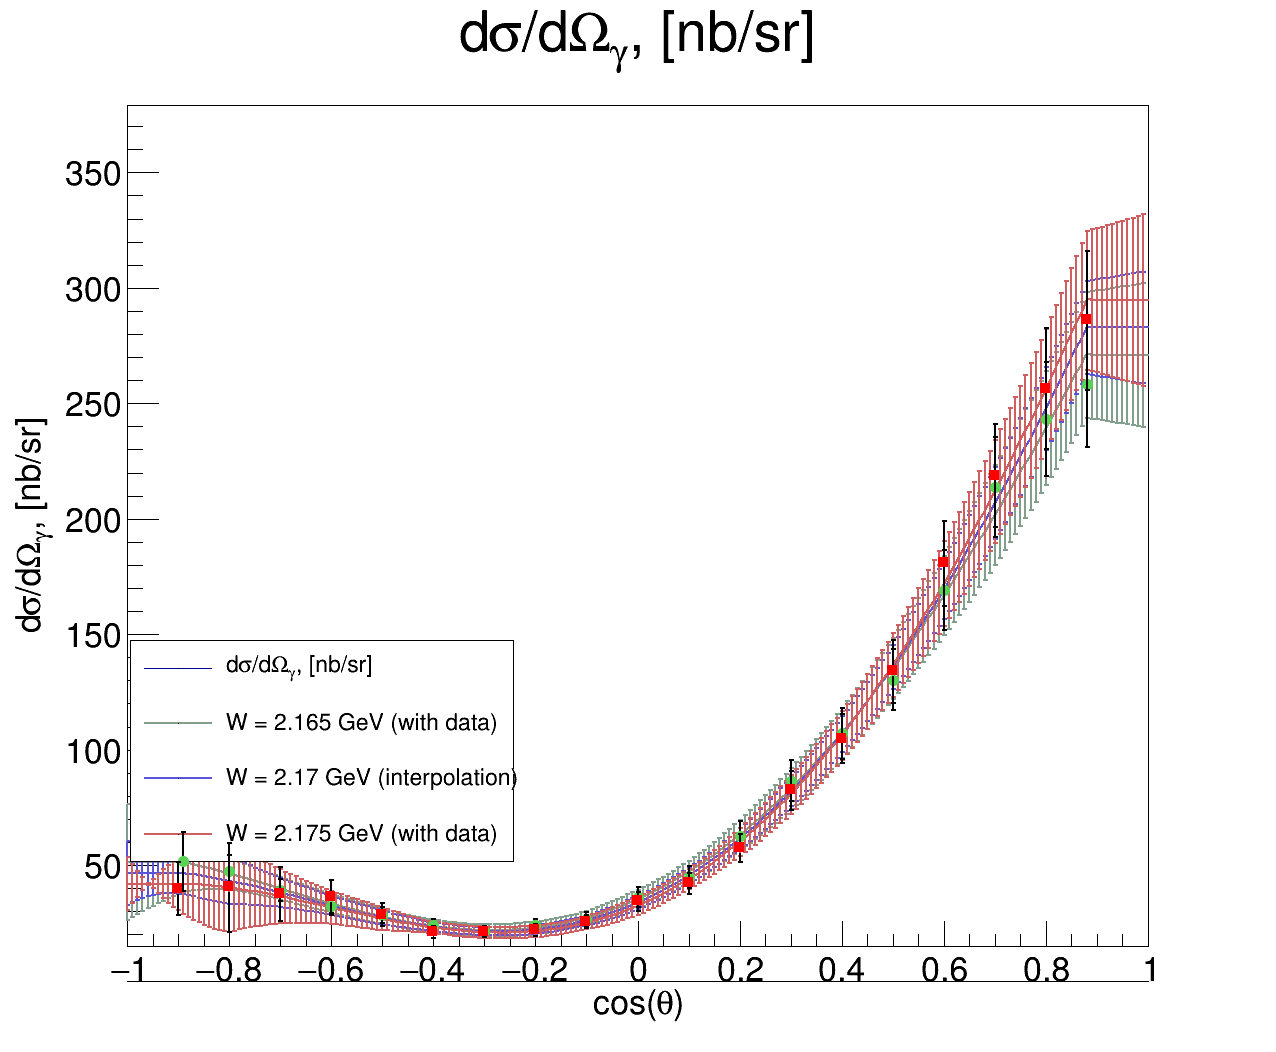 dσ/dΩγ, [nb/sr]
dσ/dΩγ, [nb/sr]
350
300
250
200
150
100
50
dσ/dΩγ, [nb/sr]
W = 2.165 GeV (with data)
W = 2.17 GeV (interpolation)
W = 2.175 GeV (with data)
−1 −0.8 −0.6 −0.4 −0.2 0 0.2 0.4 0.6 0.8 1
cos(θ)